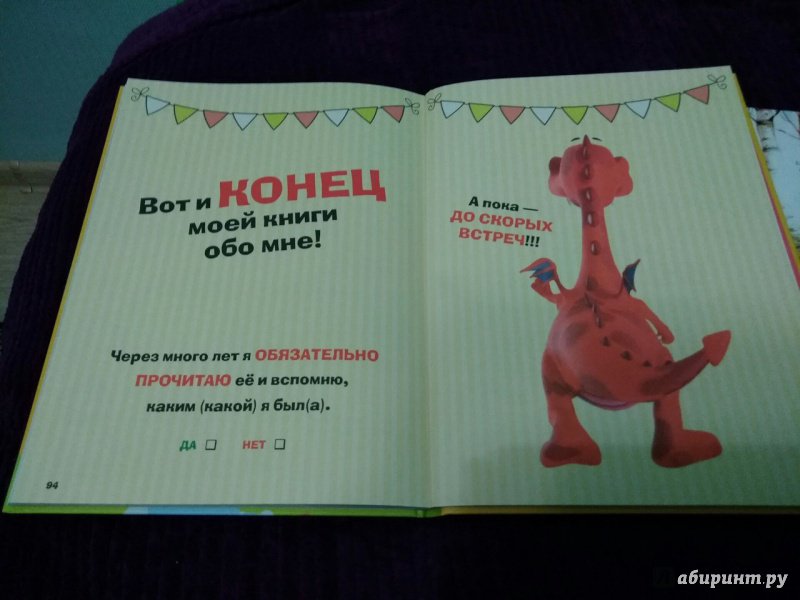 Вот и КОНЕЦ
моей книги
обо мне!
Через много лет я ОБЯЗАТЕЛЬНО
ПРОЧИТАЮ её и вспомню,
каким (какой) я был(а).
ДА ❑ НЕТ ❑
94
А пока —
ДО СКОРЫХ
ВСТРЕЧ!!!
абиринт.ру